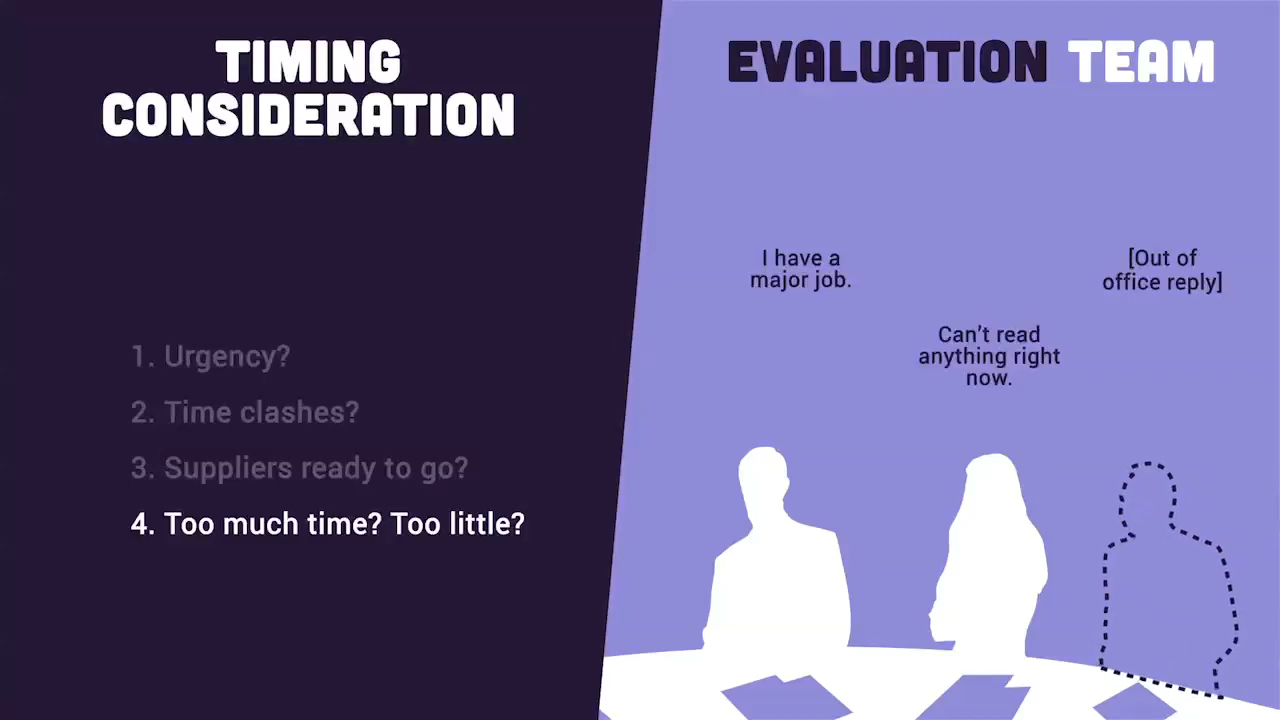 TIMING
CONSIDERATION
1. Urgency?
2. Time clashes?
3. Suppliers ready to go?
4. Too much time? Too little?
EVALUATION TEAM
I have a
major job.
Can't read
anything right
now.
[Out of
office reply]